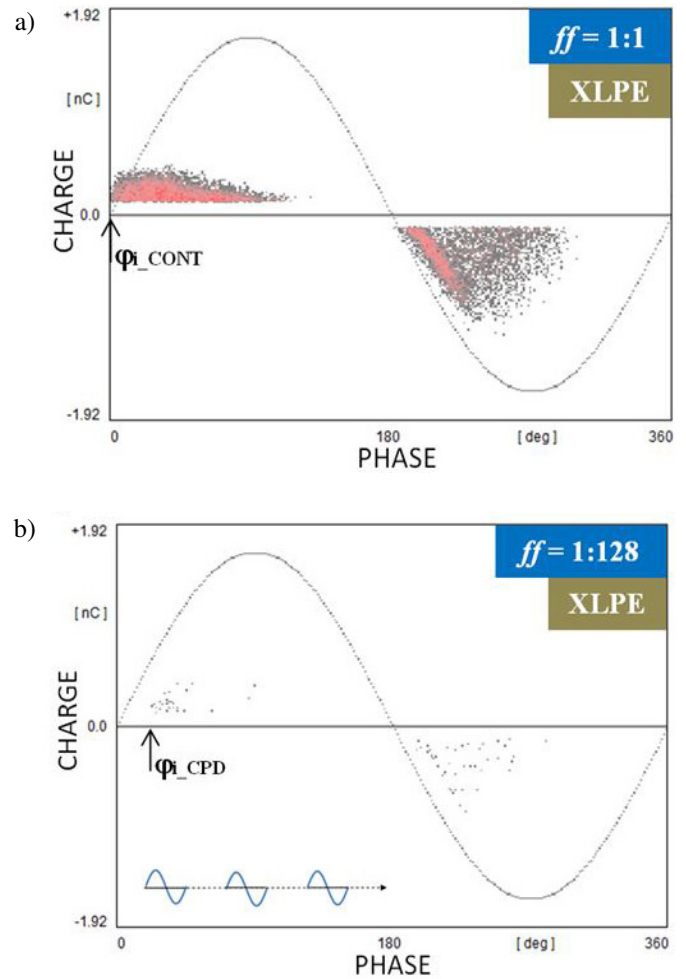 a)
+1.92
[ nC ]
CHARGE
0.0
φi_CONT
-1.92
0
180
[ deg ]
360
PHASE
ff = 1:1
XLPE
b)
+1.92
[ nC ]
CHARGE
0.0
φi_CPD
-1.92
0
180
[ deg ]
360
PHASE
ff = 1:128
XLPE